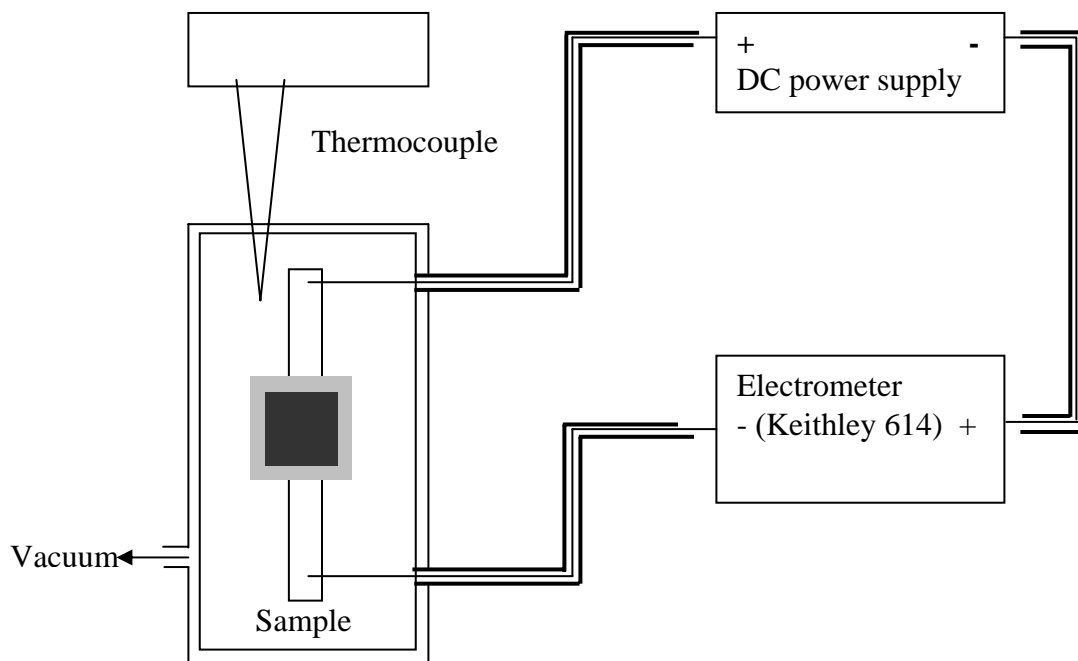 + -
DC power supply
Thermocouple
Electrometer
- (Keithley 614) +
Vacuum
Sample